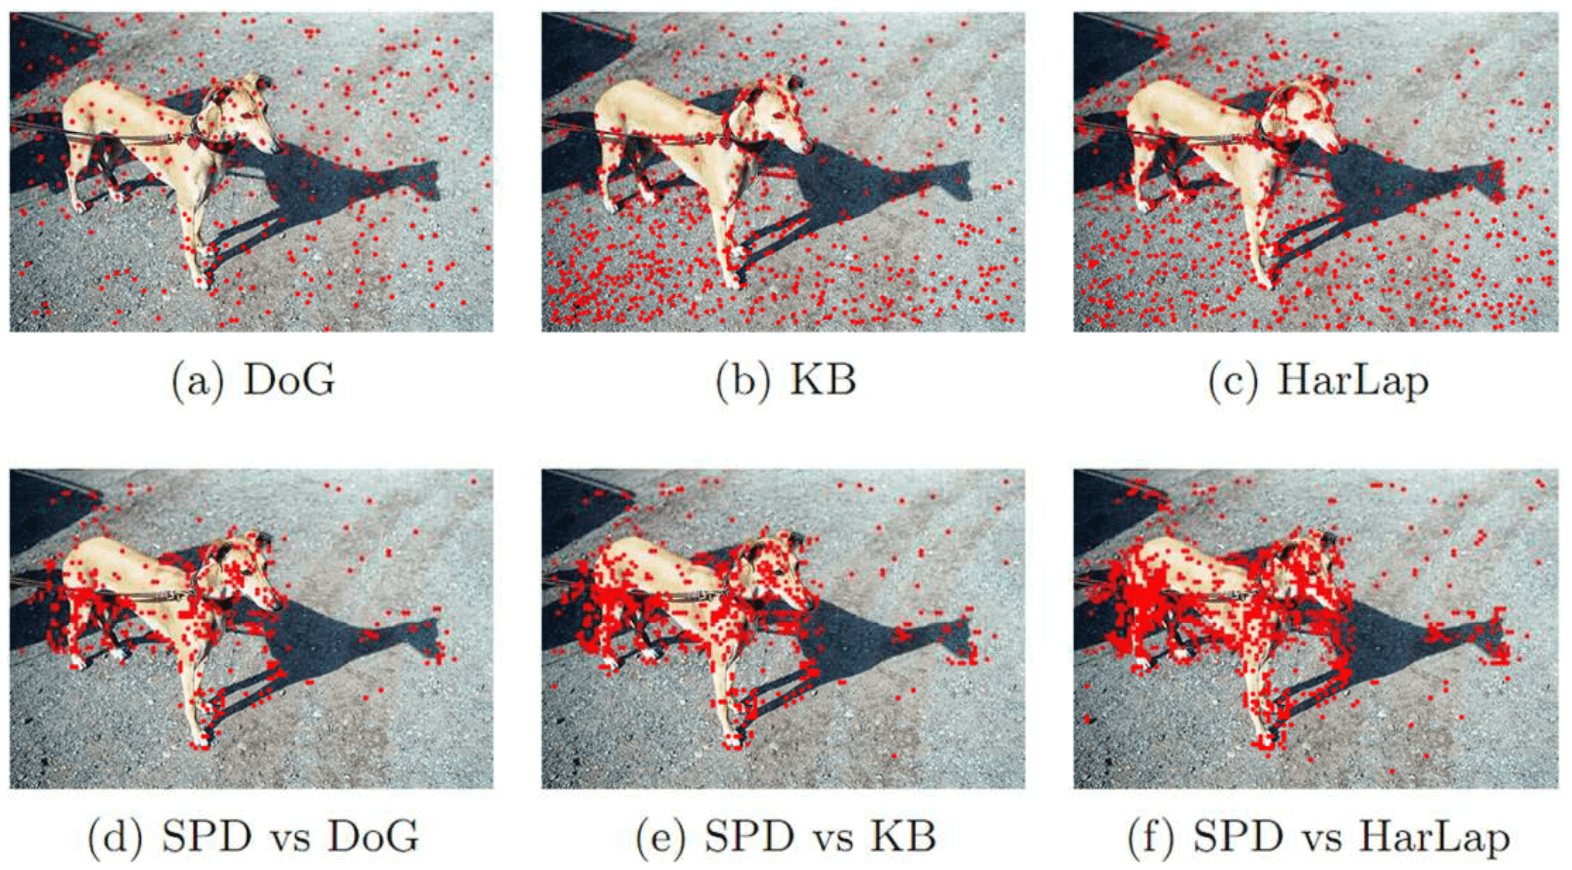 (a) DoG
(b) KB
(c) HarLap
(d) SPD vs DoG
(e) SPD vs KB
(f) SPD vs HarLap